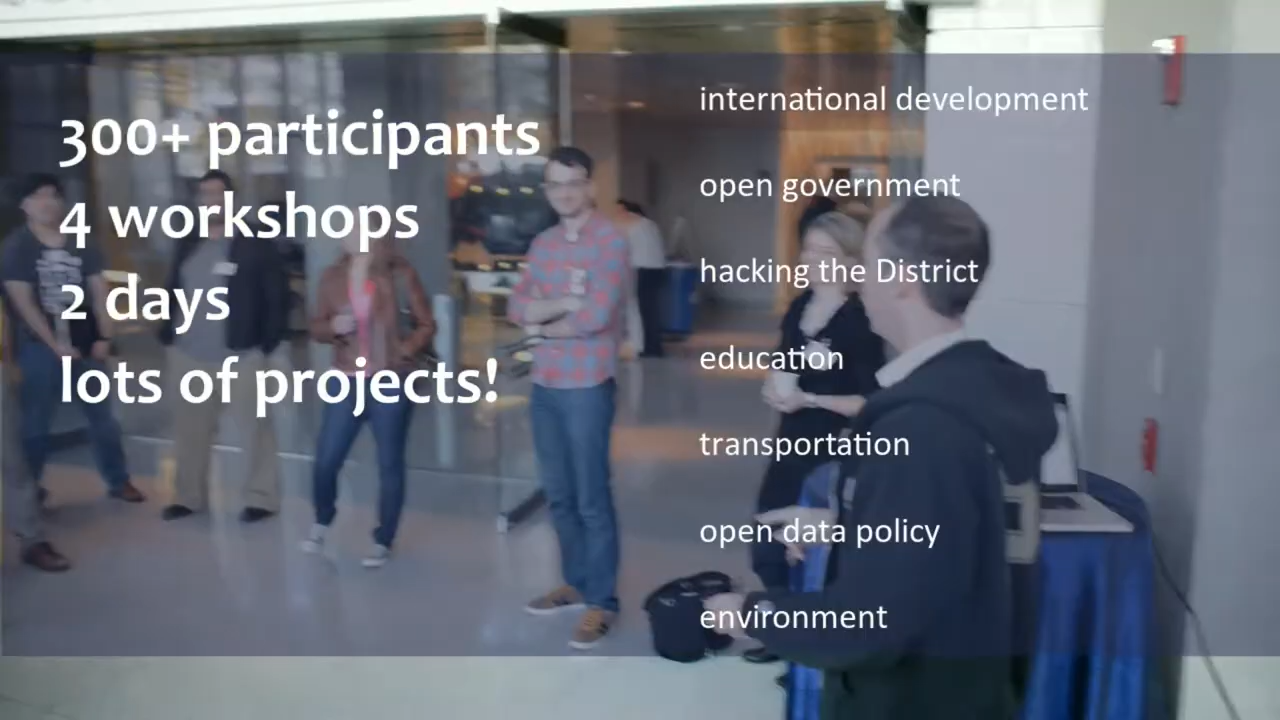 300+ participants
4 workshops
2 days
lots of projects!
international development
open government
hacking the District
education
transportation
open data policy
environment